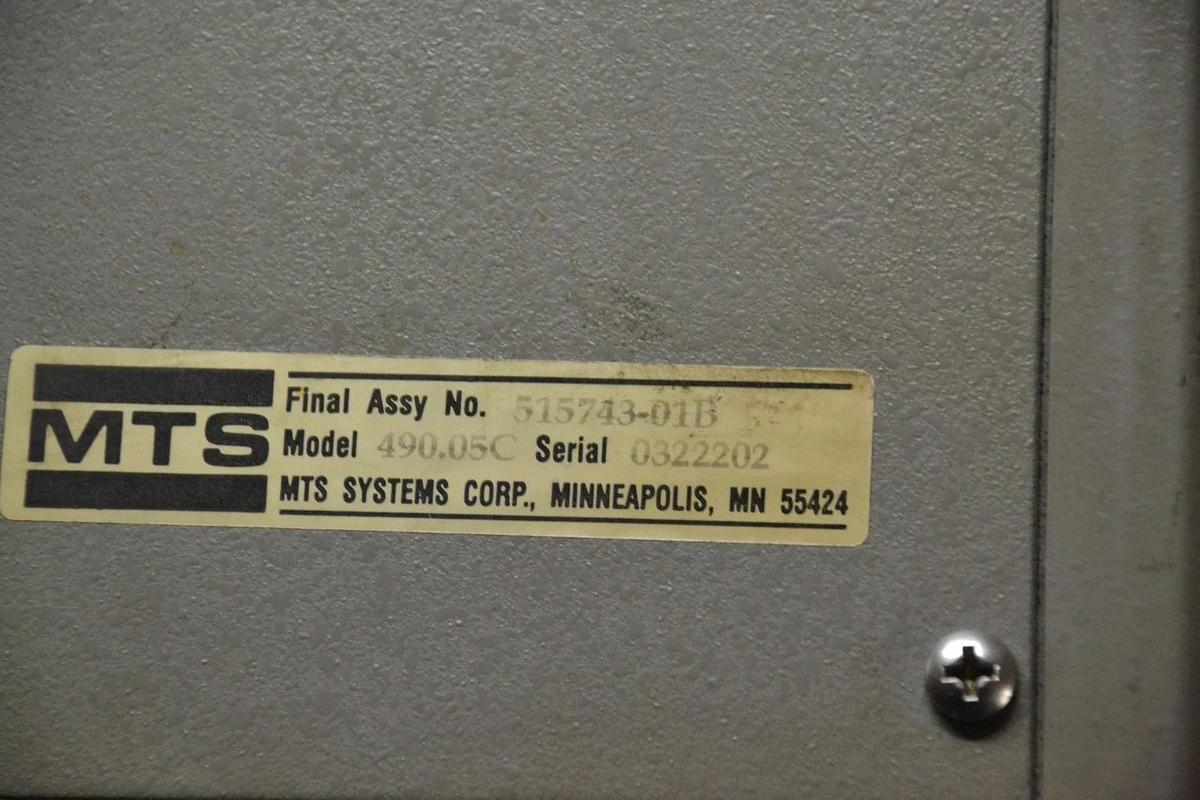 MTS
Final Assy No. 515743-01B
Model 490.05C Serial 0322202
MTS SYSTEMS CORP., MINNEAPOLIS, MN 55424